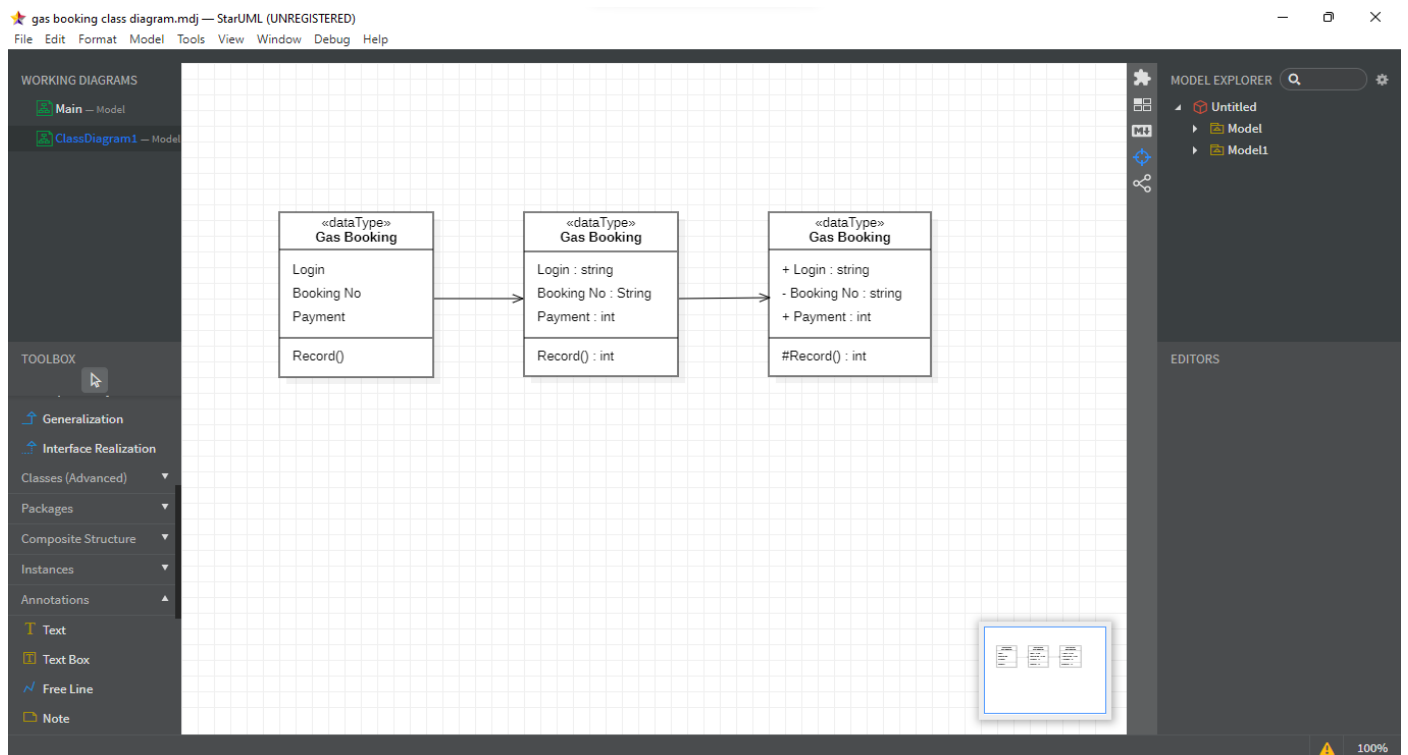 gas booking class diagram.mdj — StarUML (UNREGISTERED)
File Edit Format Model Tools View Window Debug Help
WORKING DIAGRAMS
Main — Model
ClassDiagram1 — Model
TOOLBOX
Generalization
Interface Realization
Classes (Advanced)
Packages
Composite Structure
Instances
Annotations
Text
Text Box
Free Line
Note
«dataType»
Gas Booking
Login
Booking No
Payment
Record()
«dataType»
Gas Booking
Login : string
Booking No : String
Payment : int
Record() : int
«dataType»
Gas Booking
+ Login : string
- Booking No : string
+ Payment : int
#Record() : int
MODEL EXPLORER
Untitled
Model
Model1
EDITORS
100%